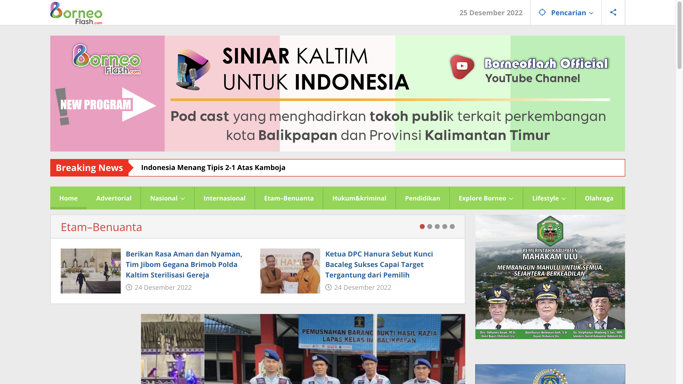 Borneo
Flash.com
25 Desember 2022
Pencarian
Borneo
Flash.com
NEW PROGRAM
SINIAR KALTIM
UNTUK INDONESIA
Borneoflash Official
YouTube Channel
Pod cast yang menghadirkan tokoh publik terkait perkembangan
kota Balikpapan dan Provinsi Kalimantan Timur
Breaking News
Indonesia Menang Tipis 2-1 Atas Kamboja
Home Advertorial Nasional Internasional Etam–Benuanta Hukum&kriminal Pendidikan Explore Borneo Lifestyle Olahraga
Etam–Benuanta
Berikan Rasa Aman dan Nyaman,
Tim Jibom Gegana Brimob Polda
Kaltim Sterilisasi Gereja
24 Desember 2022
Ketua DPC Hanura Sebut Kunci
Bacaleg Sukses Capai Target
Tergantung dari Pemilih
24 Desember 2022
PEMERINTAH KABUPATEN
MAHAKAM ULU
MEMBANGUN MAHULU UNTUK SEMUA,
SEJAHTERA BERKEADILAN
PEMUSNAHAN BARANG BUKTI HASIL RAZIA
LAPAS KELAS IIA BALIKPAPAN